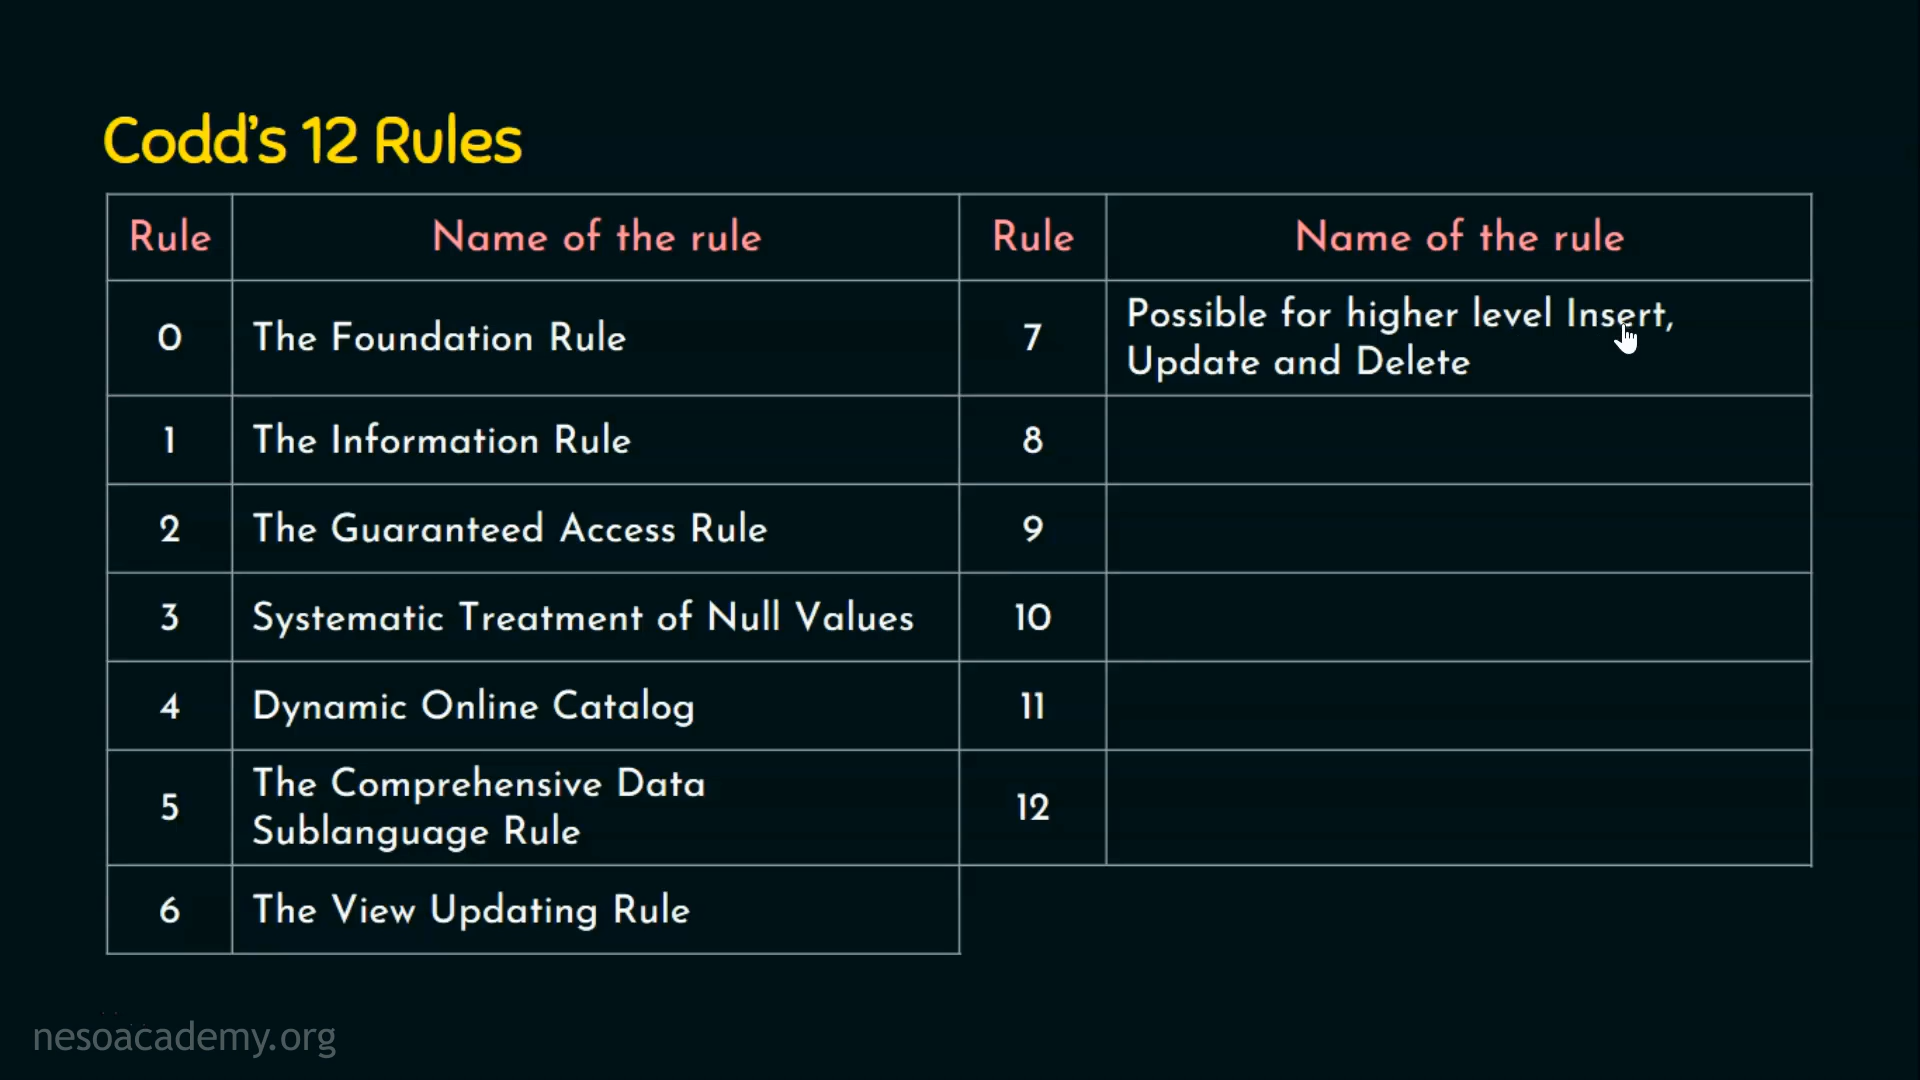 Codd's 12 Rules
Rule Name of the rule Rule Name of the rule
0 The Foundation Rule 7 Possible for higher level Insert,
Update and Delete
1 The Information Rule 8
2 The Guaranteed Access Rule 9
3 Systematic Treatment of Null Values 10
4 Dynamic Online Catalog 11
5 The Comprehensive Data
Sublanguage Rule 12
6 The View Updating Rule
nesoacademy.org